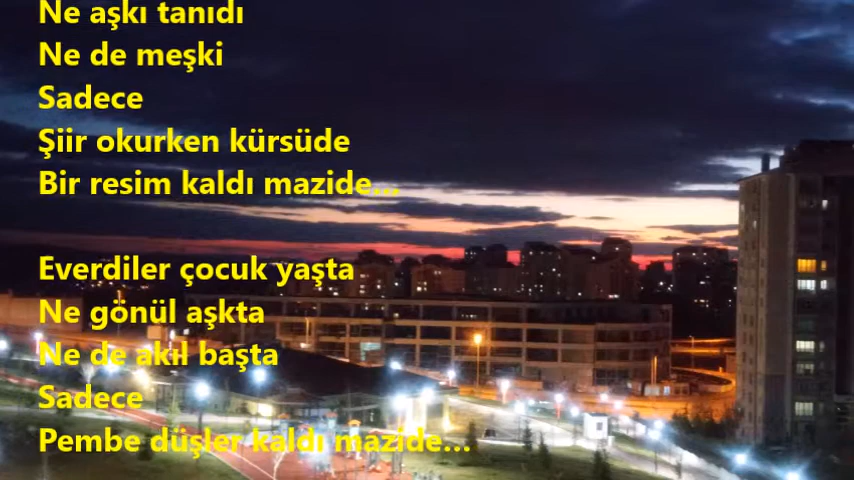 Ne aşkı tanıdı
Ne de meşki
Sadece
Şiir okurken kürsüde
Bir resim kaldı mazide...
Everdiler çocuk yaşta
Ne gönül aşkta
Ne de akıl başta
Sadece
Pembe düşler kaldı mazide...